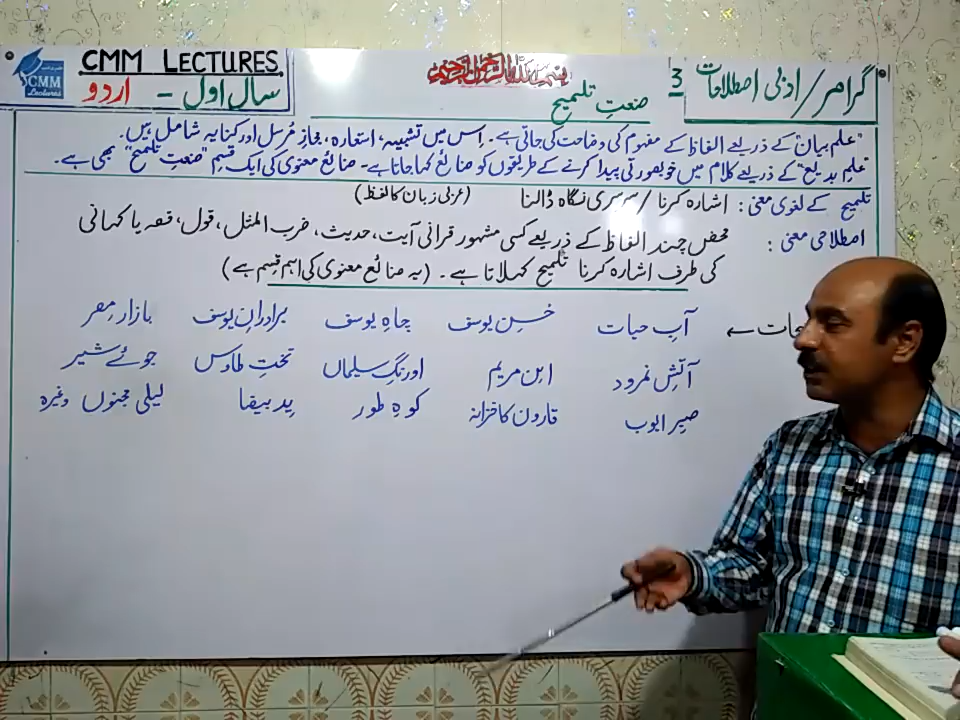 CMM LECTURES
سال اول - اردو
CMM
Lectures
بسم اللہ الرحمن الرحیم
گرامر/ادبی اصطلاحات 3
صنعتِ تلمیح
"علم بیان" کے ذریعے الفاظ کے مفہوم کی وضاحت کی جاتی ہے۔ اِس میں تشبیہ، استعارہ، مجازِ مُرسل اور کنایہ شامل ہیں۔
"علمِ بدیع" کے ذریعے کلام میں خوبصورتی پیدا کرنے کے طریقوں کو صنائع کہا جاتا ہے۔ صنائع معنوی کی ایک قسم "صنعتِ تلمیح" بھی ہے۔
تلمیح کے لغوی معنی: اشارہ کرنا / سرسری نگاہ ڈالنا (عربی زبان کا لفظ)
اصطلاحی معنی: محض چند الفاظ کے ذریعے کسی مشہور قرآنی آیت، حدیث، ضرب المثل، قول، قصہ یا کہانی
کی طرف اشارہ کرنا تلمیح کہلاتا ہے۔ (یہ صنائع معنوی کی اہم قسم ہے)
آبِ حیات حُسنِ یوسف چاہِ یوسف برادرانِ یوسف بازارِ مصر
آتشِ نمرود ابنِ مریم اورنگِ سلیماں تختِ طاوس جوئے شیر
صبرِ ایوب قارون کا خزانہ کوہِ طور یدِ بیضا لیلیٰ مجنوں وغیرہ